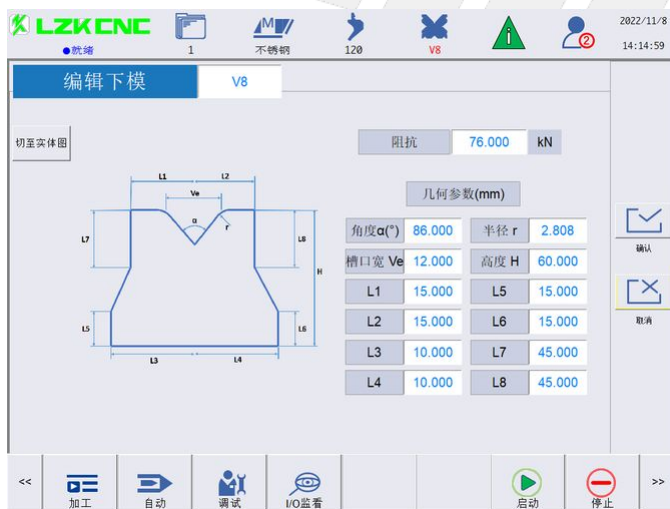 LZK CNC
●就绪
1
不锈钢
120
V8
2
2022/11/8
14:14:59
编辑下模
V8
切至实体图
阻抗 76.000 kN
几何参数(mm)
角度α(°) 86.000 半径 r 2.808
槽口宽 Ve 12.000 高度 H 60.000
L1 15.000 L5 15.000
L2 15.000 L6 15.000
L3 10.000 L7 45.000
L4 10.000 L8 45.000
L1 L2
Ve
α r
L7 L8
H
L5 L6
L3 L4
确认
取消
<<
加工
自动
调试
I/O监看
启动
停止
>>